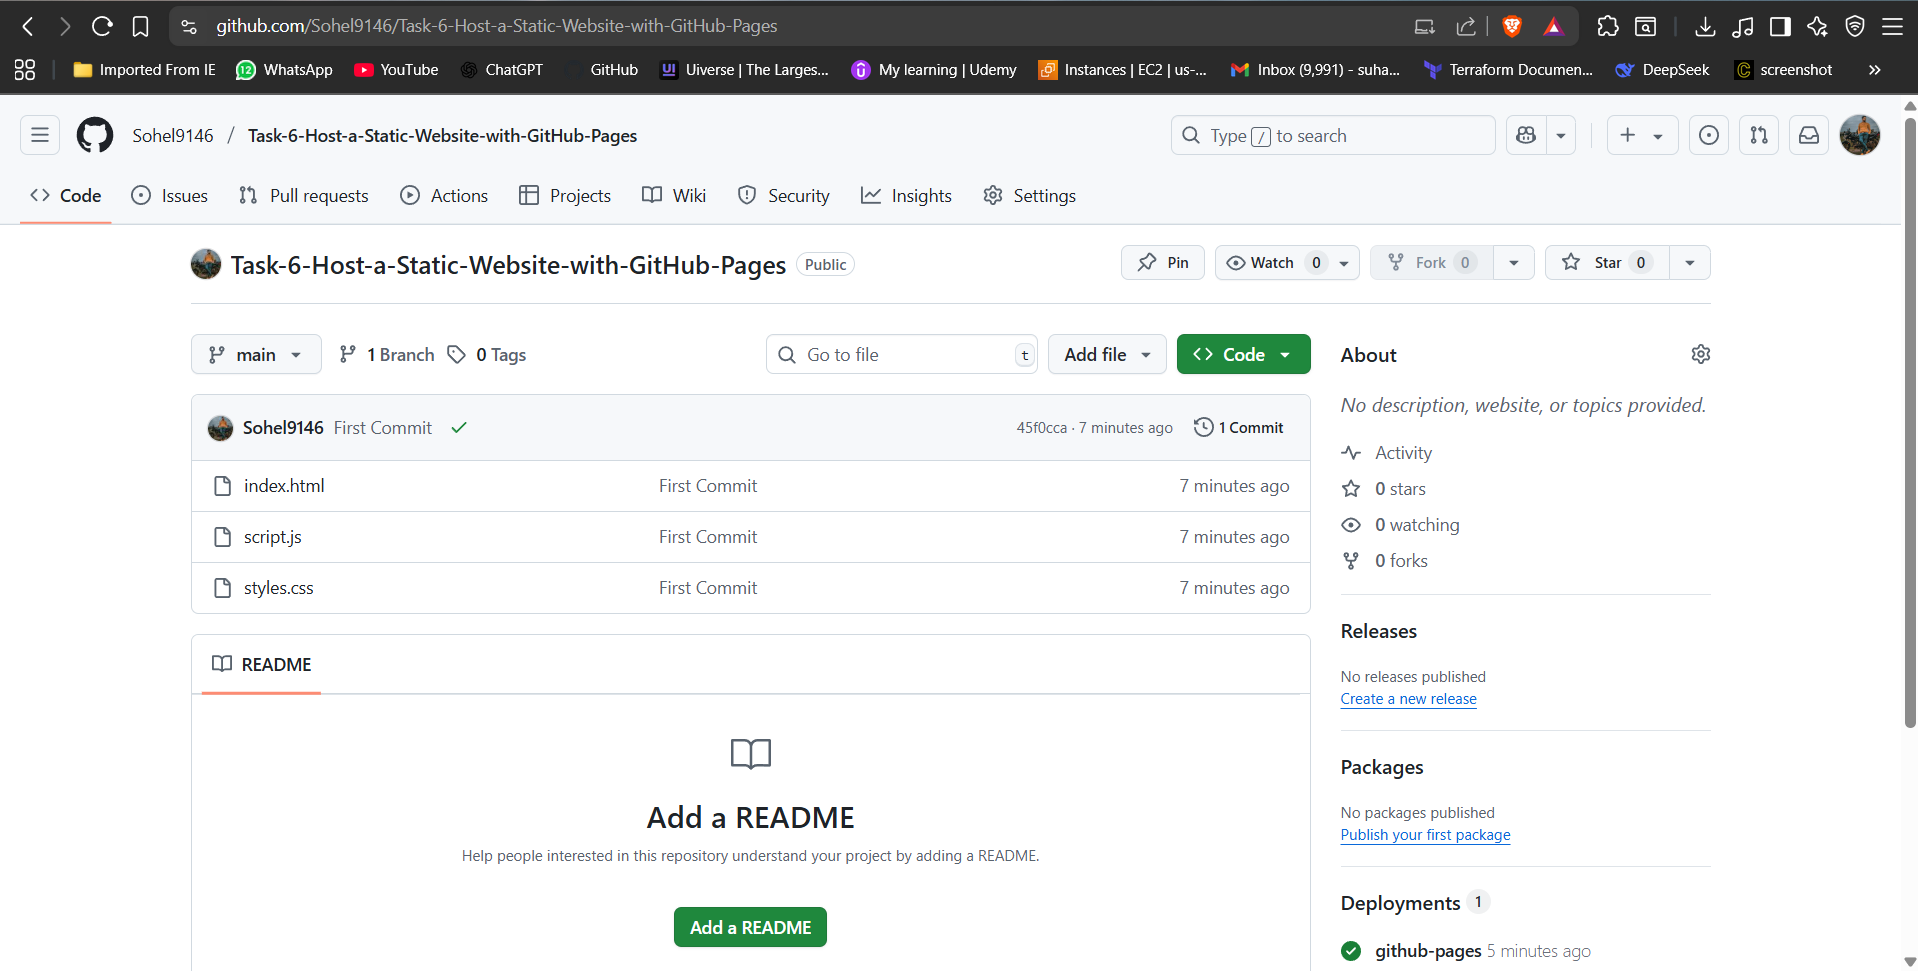 github.com/Sohel9146/Task-6-Host-a-Static-Website-with-GitHub-Pages
Imported From IE
12 WhatsApp
YouTube
ChatGPT
GitHub
UI Uiverse | The Larges...
My learning | Udemy
Instances | EC2 | us-...
Inbox (9,991) - suha...
Terraform Documen...
DeepSeek
screenshot
Sohel9146 / Task-6-Host-a-Static-Website-with-GitHub-Pages
Type / to search
Code
Issues
Pull requests
Actions
Projects
Wiki
Security
Insights
Settings
Task-6-Host-a-Static-Website-with-GitHub-Pages Public
Pin
Watch 0
Fork 0
Star 0
main
1 Branch
0 Tags
Go to file t
Add file
Code
Sohel9146 First Commit
45f0cca · 7 minutes ago
1 Commit
index.html First Commit 7 minutes ago
script.js First Commit 7 minutes ago
styles.css First Commit 7 minutes ago
README
Add a README
Help people interested in this repository understand your project by adding a README.
Add a README
About
No description, website, or topics provided.
Activity
0 stars
0 watching
0 forks
Releases
No releases published
Create a new release
Packages
No packages published
Publish your first package
Deployments 1
github-pages 5 minutes ago